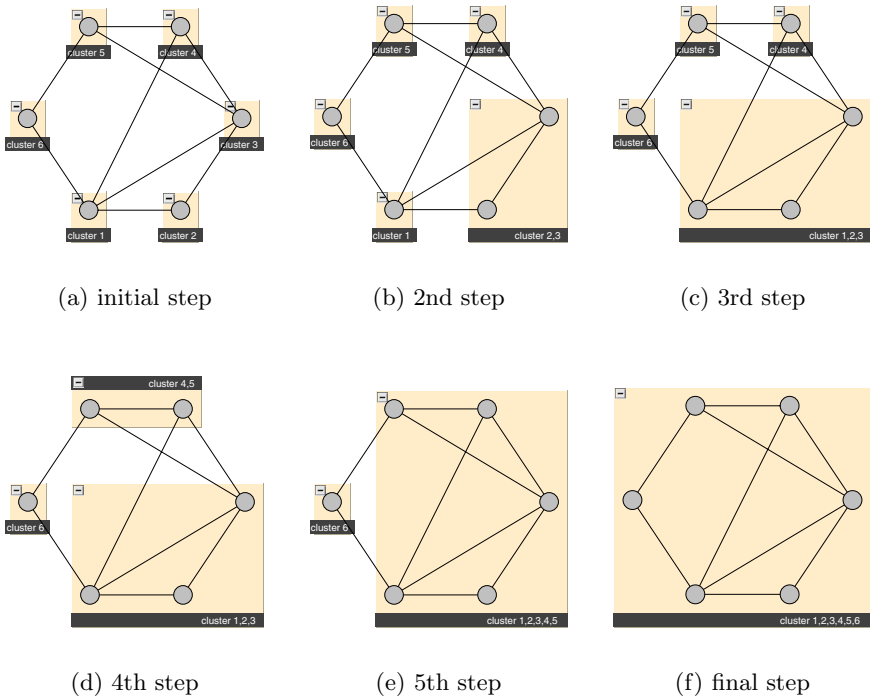 cluster 5
cluster 4
cluster 6
cluster 3
cluster 1
cluster 2
(a) initial step
cluster 5
cluster 4
cluster 6
cluster 1
cluster 2,3
(b) 2nd step
cluster 5
cluster 4
cluster 6
cluster 1,2,3
(c) 3rd step
cluster 4,5
cluster 6
cluster 1,2,3
(d) 4th step
cluster 6
cluster 1,2,3,4,5
(e) 5th step
cluster 1,2,3,4,5,6
(f) final step